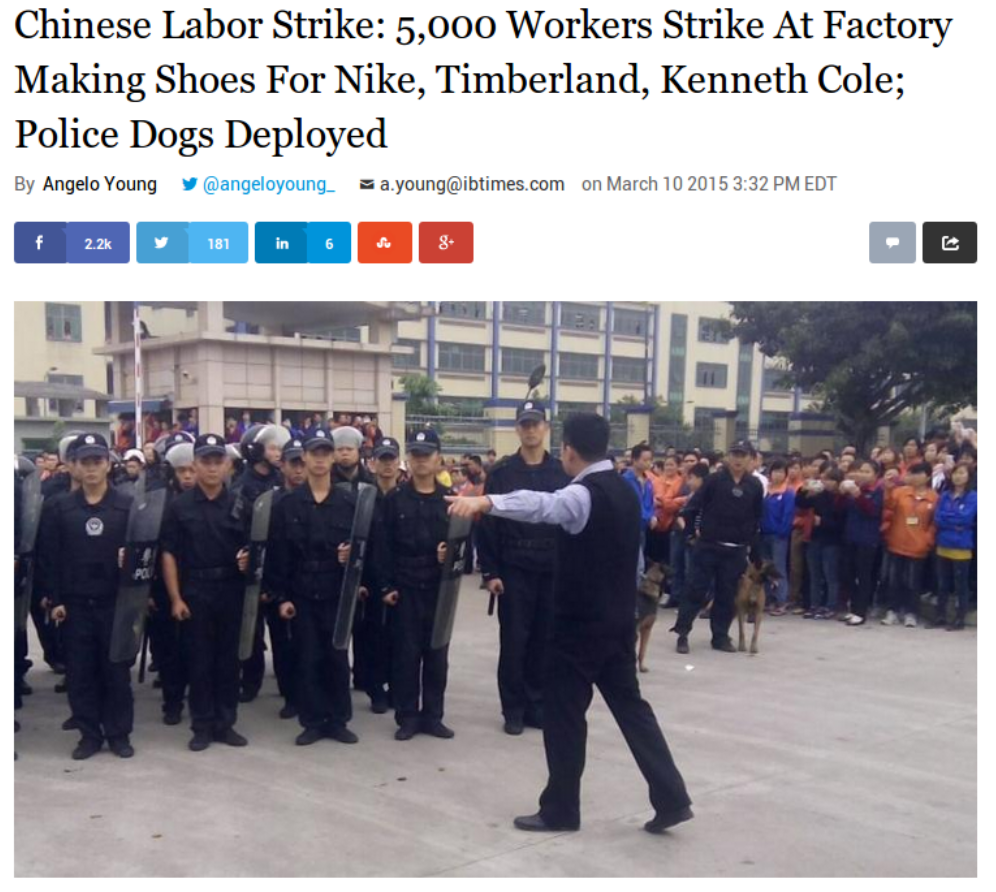 Chinese Labor Strike: 5,000 Workers Strike At Factory
Making Shoes For Nike, Timberland, Kenneth Cole;
Police Dogs Deployed
By Angelo Young @angeloyoung_ a.young@ibtimes.com on March 10 2015 3:32 PM EDT
f 2.2k 181 in 6 g+